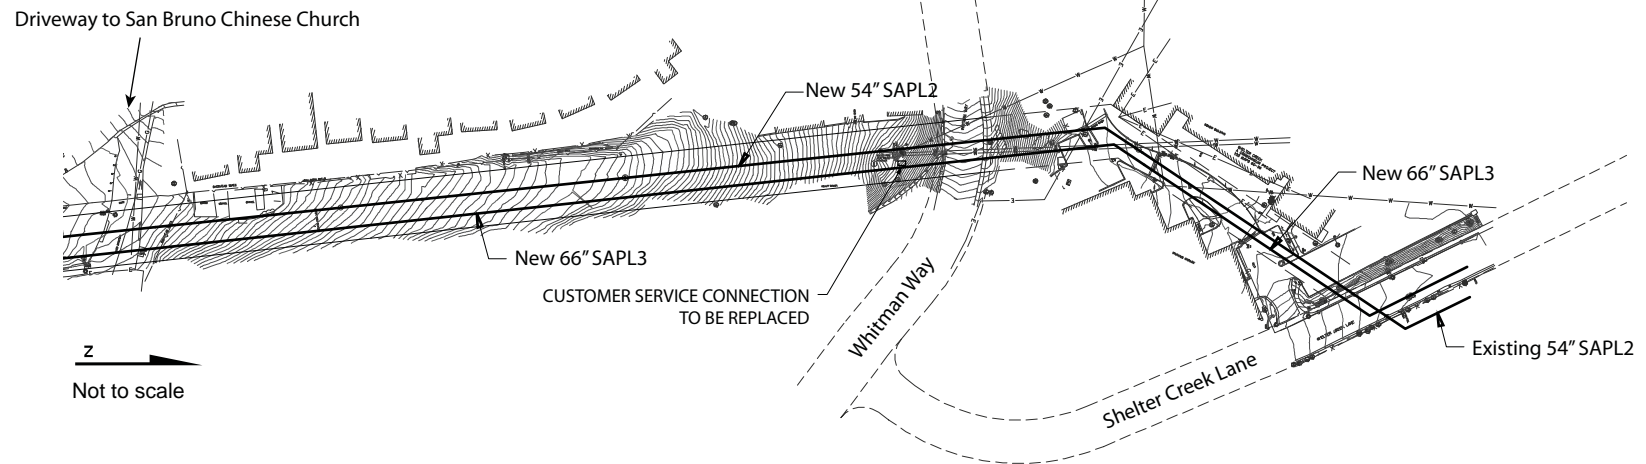 Driveway to San Bruno Chinese Church
New 54" SAPL2
New 66" SAPL3
New 66" SAPL3
CUSTOMER SERVICE CONNECTION
TO BE REPLACED
Whitman Way
Existing 54" SAPL2
Shelter Creek Lane
Z
Not to scale